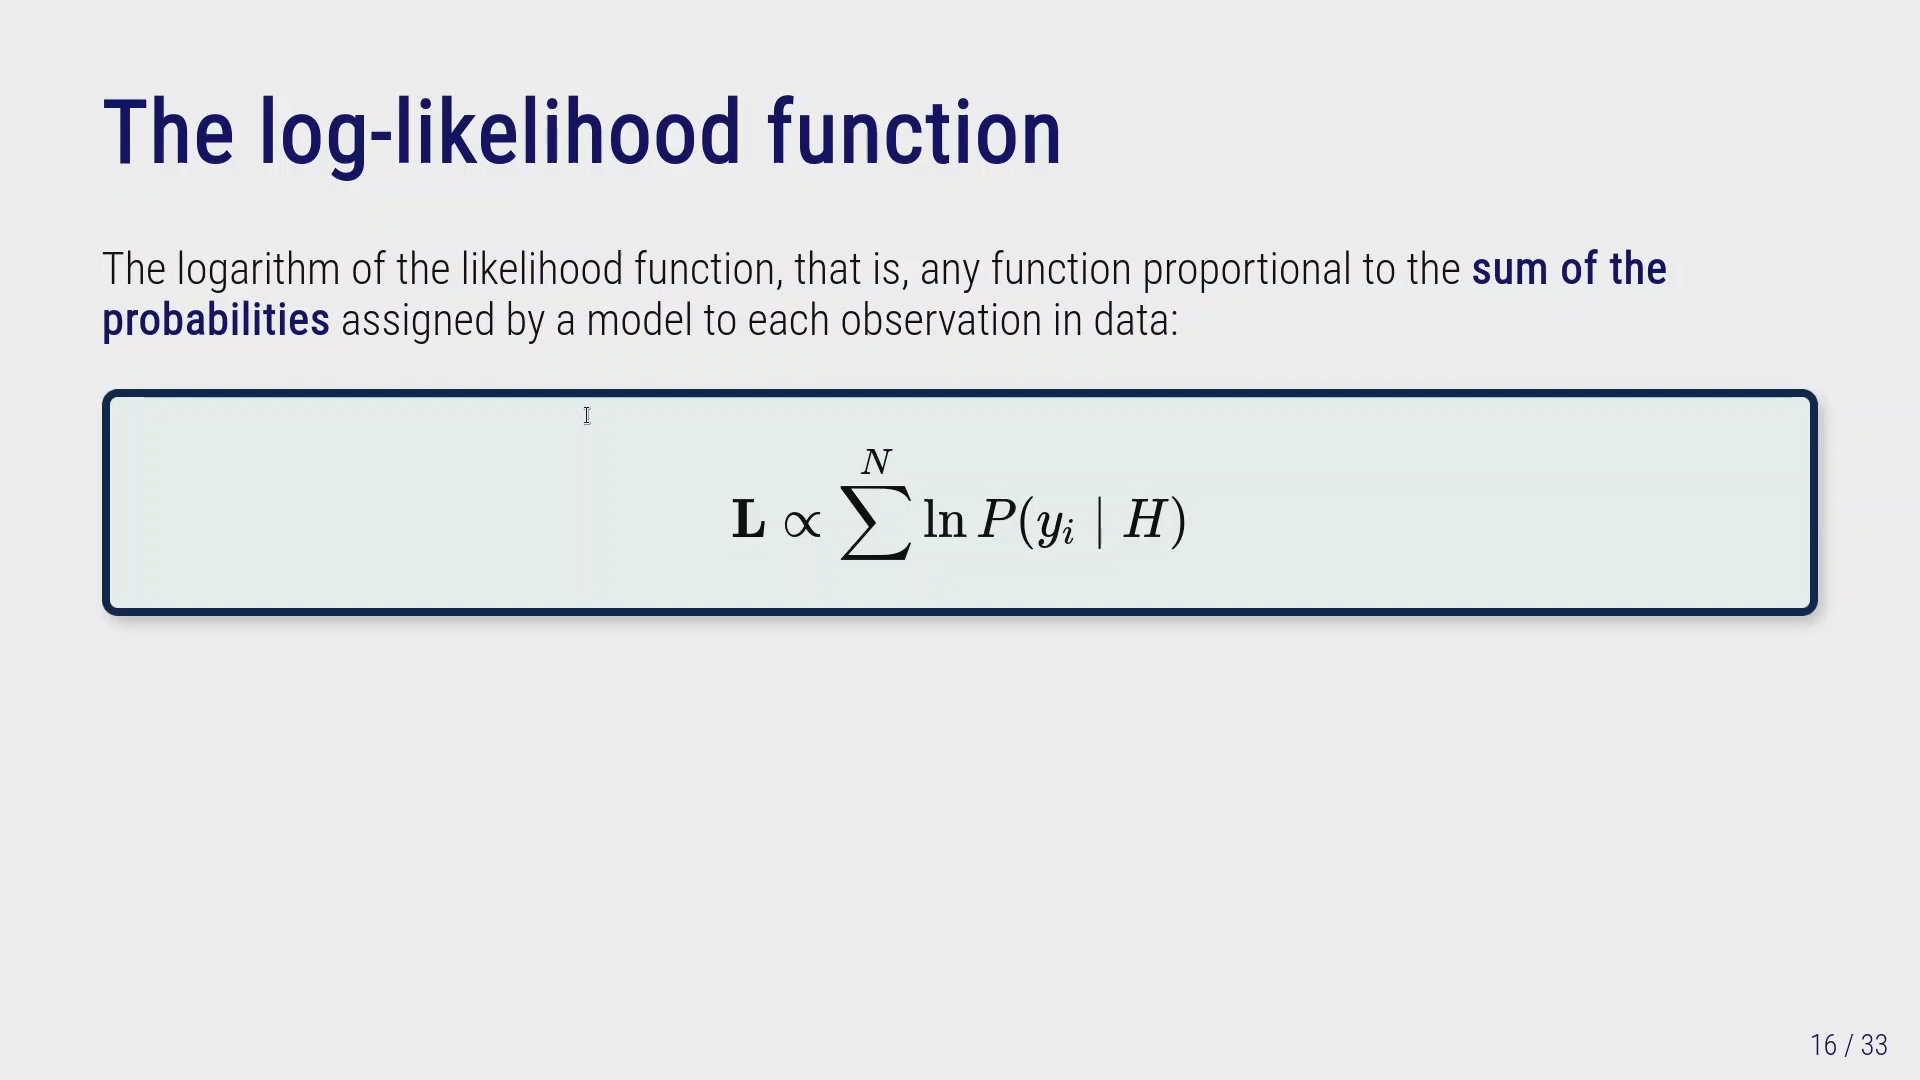 The log-likelihood function
The logarithm of the likelihood function, that is, any function proportional to the sum of the
probabilities assigned by a model to each observation in data:
L ∝ ∑^N ln P(y_i | H)
16 / 33